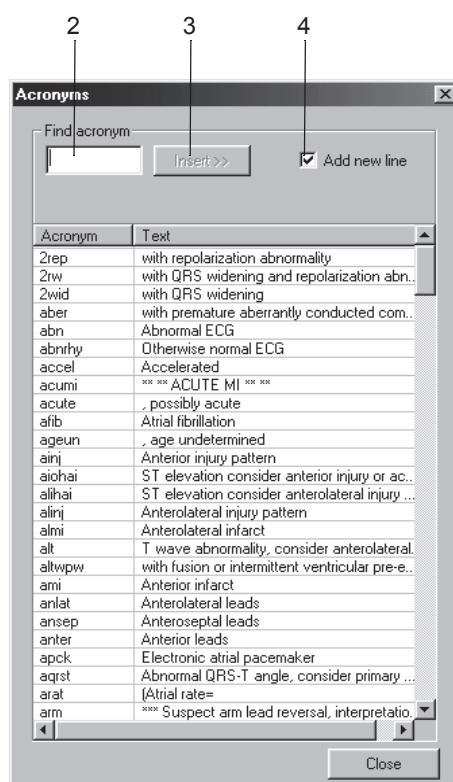 2 3 4
Acronyms
Find acronym
Insert >> Add new line
Acronym Text
2rep with repolarization abnormality
2rw with QRS widening and repolarization abn..
2wid with QRS widening
aber with premature aberrantly conducted com..
abn Abnormal ECG
abnrhy Otherwise normal ECG
accel Accelerated
acumi ** ** ACUTE MI ** **
acute , possibly acute
afib Atrial fibrillation
ageun , age undetermined
ainj Anterior injury pattern
aiohai ST elevation consider anterior injury or ac..
alihai ST elevation consider anterolateral injury ...
alinj Anterolateral injury pattern
almi Anterolateral infarct
alt T wave abnormality, consider anterolateral.
altwpw with fusion or intermittent ventricular pre-e..
ami Anterior infarct
anlat Anterolateral leads
ansep Anteroseptal leads
anter Anterior leads
apck Electronic atrial pacemaker
aqrst Abnormal QRS-T angle, consider primary ...
arat (Atrial rate=
arm *** Suspect arm lead reversal, interpretatio.
Close